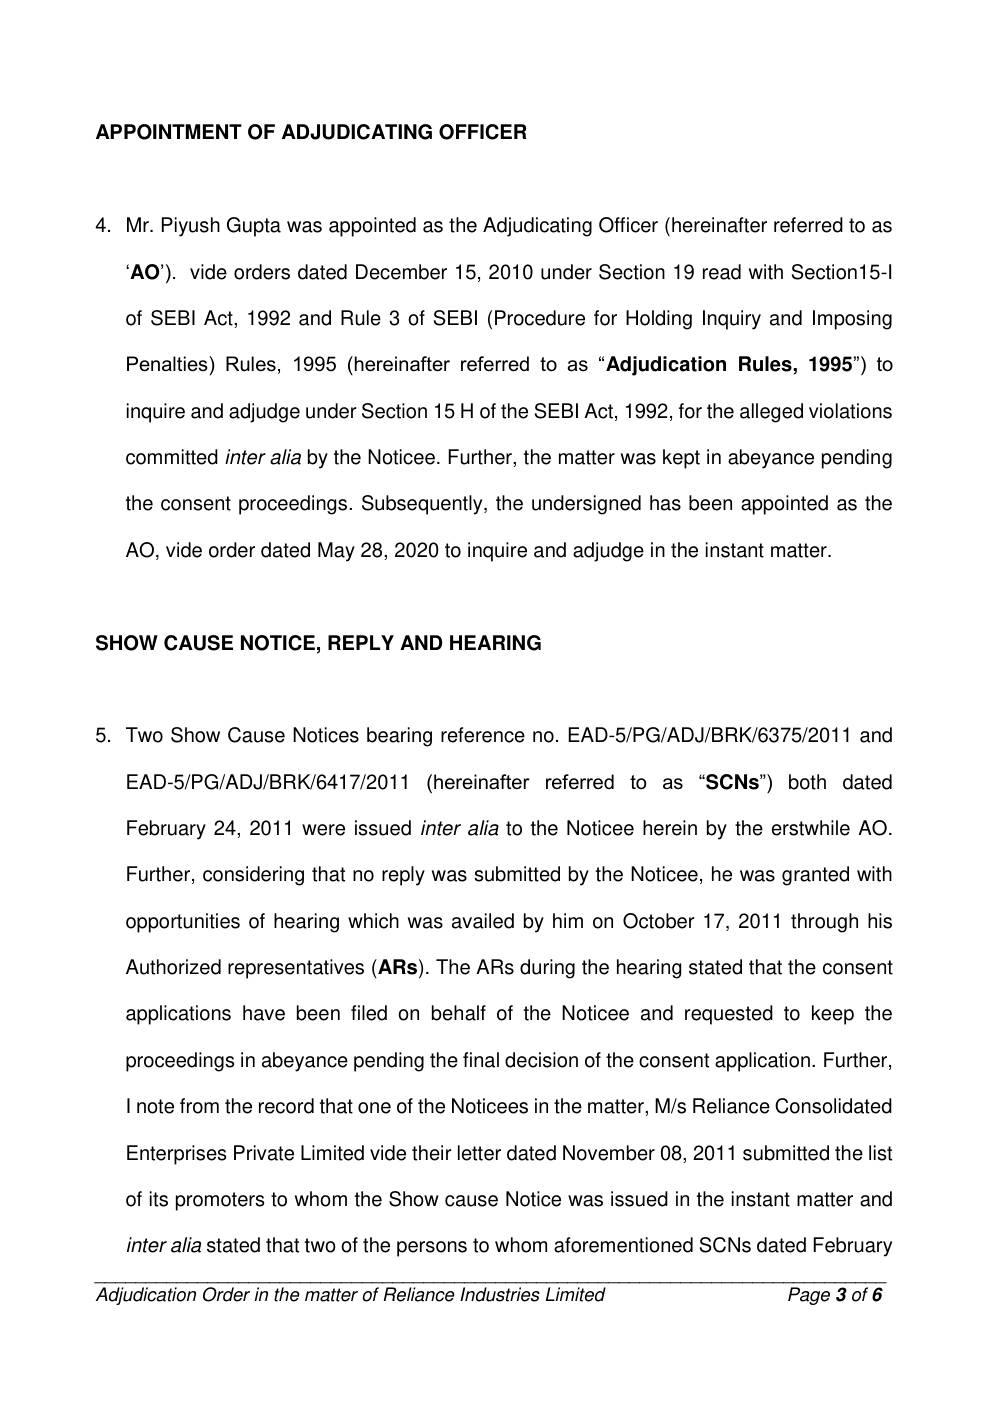 APPOINTMENT OF ADJUDICATING OFFICER
4. Mr. Piyush Gupta was appointed as the Adjudicating Officer (hereinafter referred to as
‘AO’).  vide orders dated December 15, 2010 under Section 19 read with Section15-I
of SEBI Act, 1992 and Rule 3 of SEBI (Procedure for Holding Inquiry and Imposing
Penalties) Rules, 1995 (hereinafter referred to as “Adjudication Rules, 1995”) to
inquire and adjudge under Section 15 H of the SEBI Act, 1992, for the alleged violations
committed inter alia by the Noticee. Further, the matter was kept in abeyance pending
the consent proceedings. Subsequently, the undersigned has been appointed as the
AO, vide order dated May 28, 2020 to inquire and adjudge in the instant matter.
SHOW CAUSE NOTICE, REPLY AND HEARING
5. Two Show Cause Notices bearing reference no. EAD-5/PG/ADJ/BRK/6375/2011 and
EAD-5/PG/ADJ/BRK/6417/2011 (hereinafter referred to as “SCNs”) both dated
February 24, 2011 were issued inter alia to the Noticee herein by the erstwhile AO.
Further, considering that no reply was submitted by the Noticee, he was granted with
opportunities of hearing which was availed by him on October 17, 2011 through his
Authorized representatives (ARs). The ARs during the hearing stated that the consent
applications have been filed on behalf of the Noticee and requested to keep the
proceedings in abeyance pending the final decision of the consent application. Further,
I note from the record that one of the Noticees in the matter, M/s Reliance Consolidated
Enterprises Private Limited vide their letter dated November 08, 2011 submitted the list
of its promoters to whom the Show cause Notice was issued in the instant matter and
inter alia stated that two of the persons to whom aforementioned SCNs dated February
Adjudication Order in the matter of Reliance Industries Limited Page 3 of 6